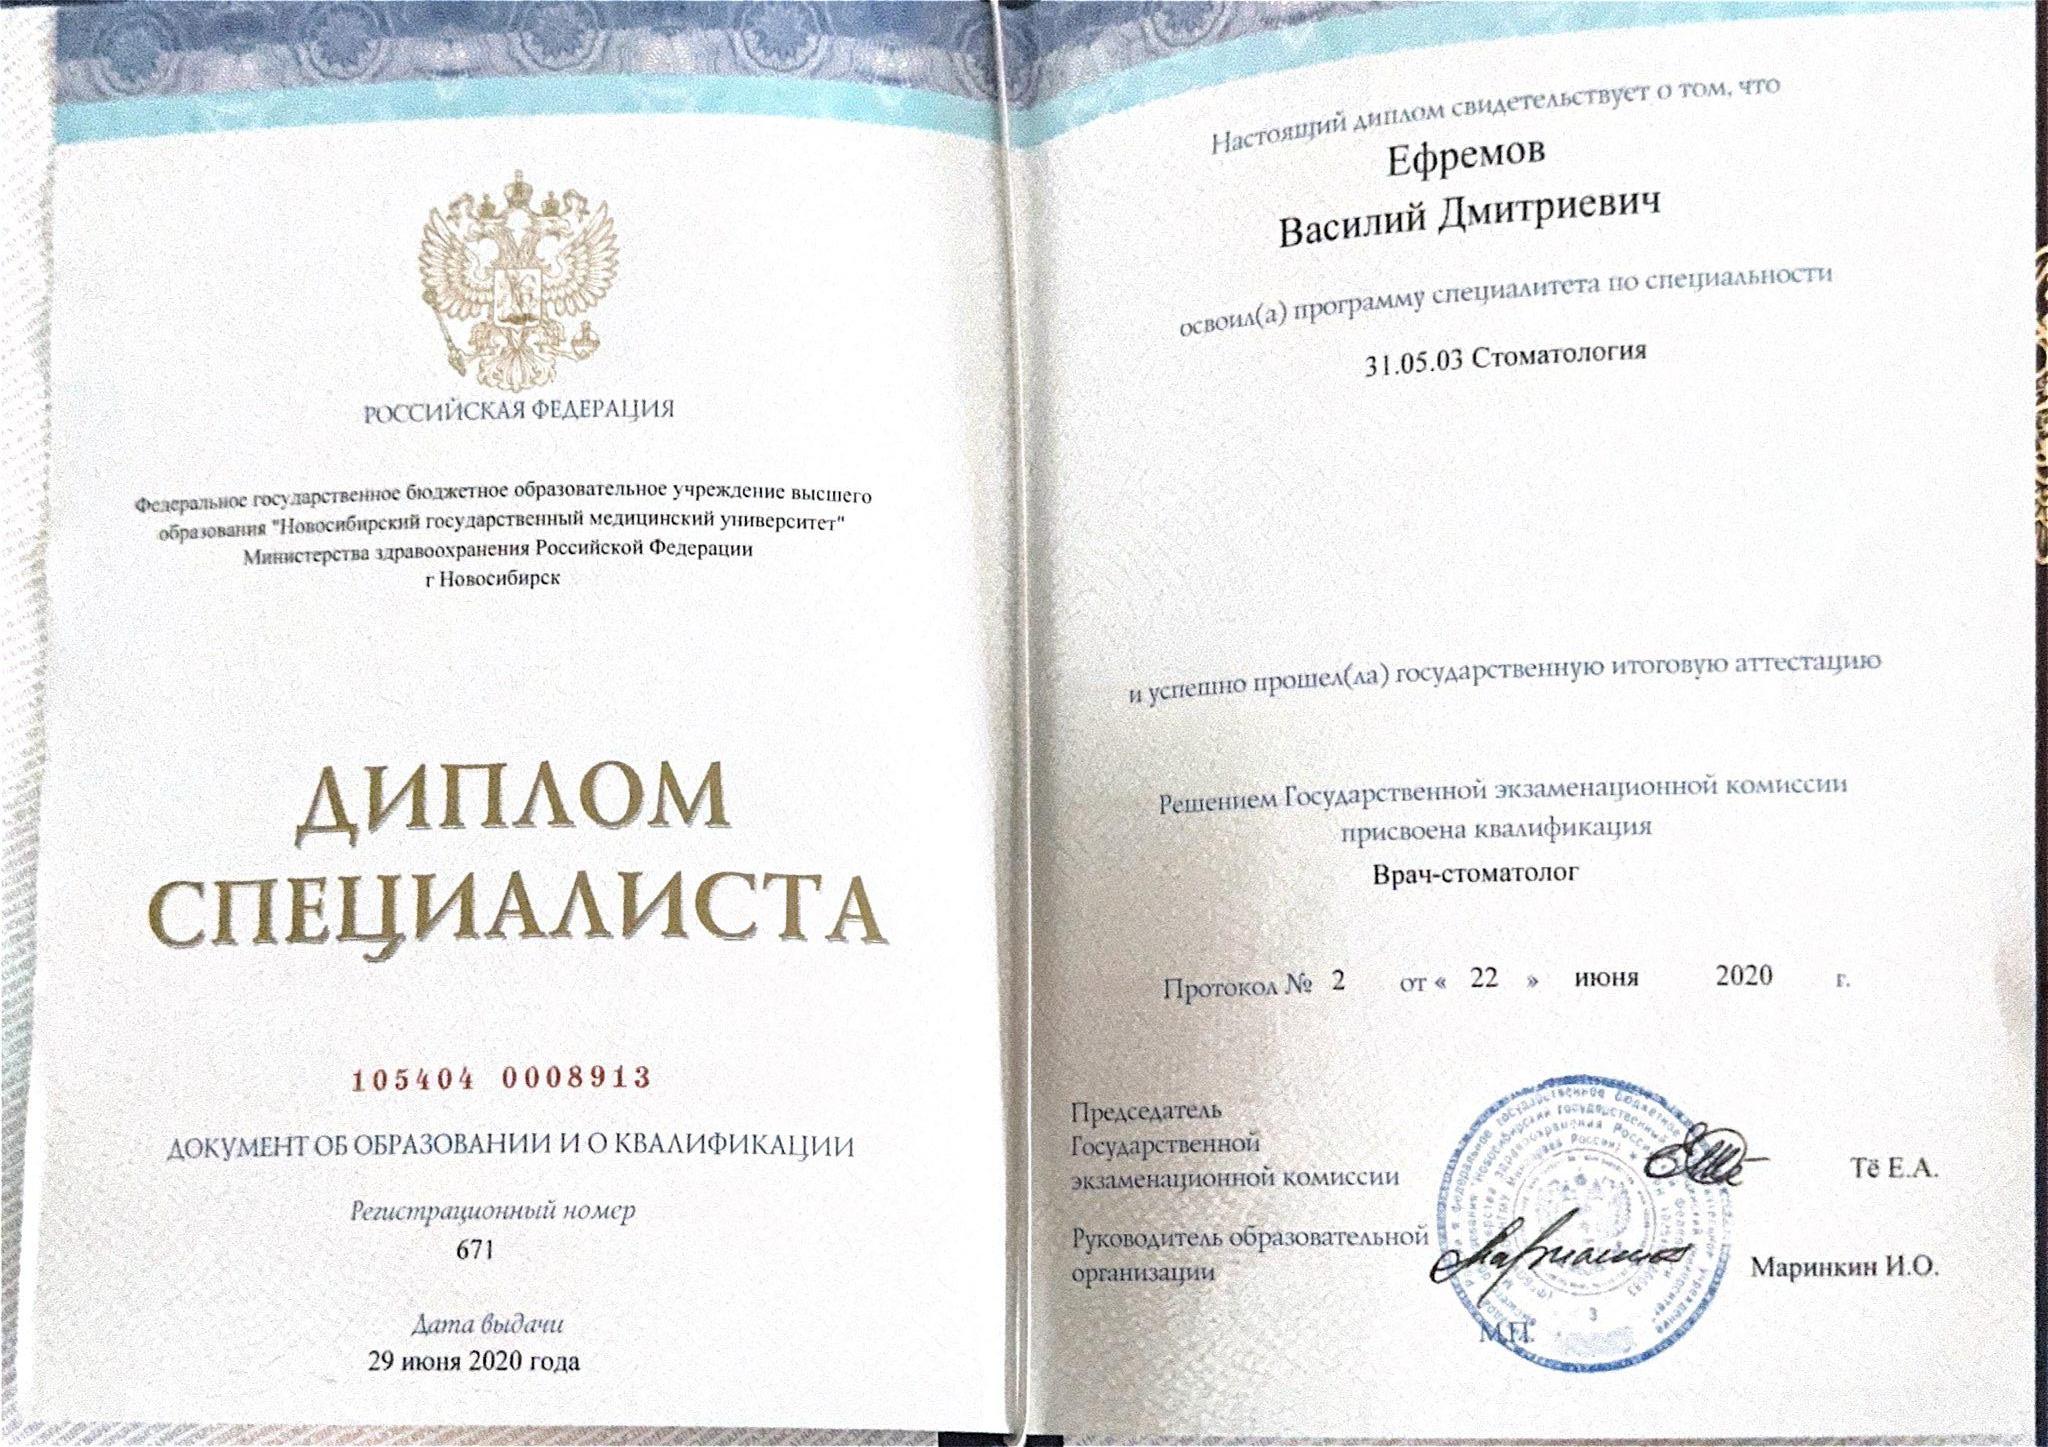 РОССИЙСКАЯ ФЕДЕРАЦИЯ
Федеральное государственное бюджетное образовательное учреждение высшего
образования "Новосибирский государственный медицинский университет"
Министерства здравоохранения Российской Федерации
г Новосибирск
ДИПЛОМ
СПЕЦИАЛИСТА
105404 0008913
ДОКУМЕНТ ОБ ОБРАЗОВАНИИ И О КВАЛИФИКАЦИИ
Регистрационный номер
671
Дата выдачи
29 июня 2020 года
Настоящий диплом свидетельствует о том, что
Ефремов
Василий Дмитриевич
освоил(а) программу специалитета по специальности
31.05.03 Стоматология
и успешно прошел(ла) государственную итоговую аттестацию
Решением Государственной экзаменационной комиссии
присвоена квалификация
Врач-стоматолог
Протокол № 2 от « 22 » июня 2020 г.
Председатель
Государственной
экзаменационной комиссии Тё Е.А.
Руководитель образовательной
организации Маринкин И.О.
М.П.